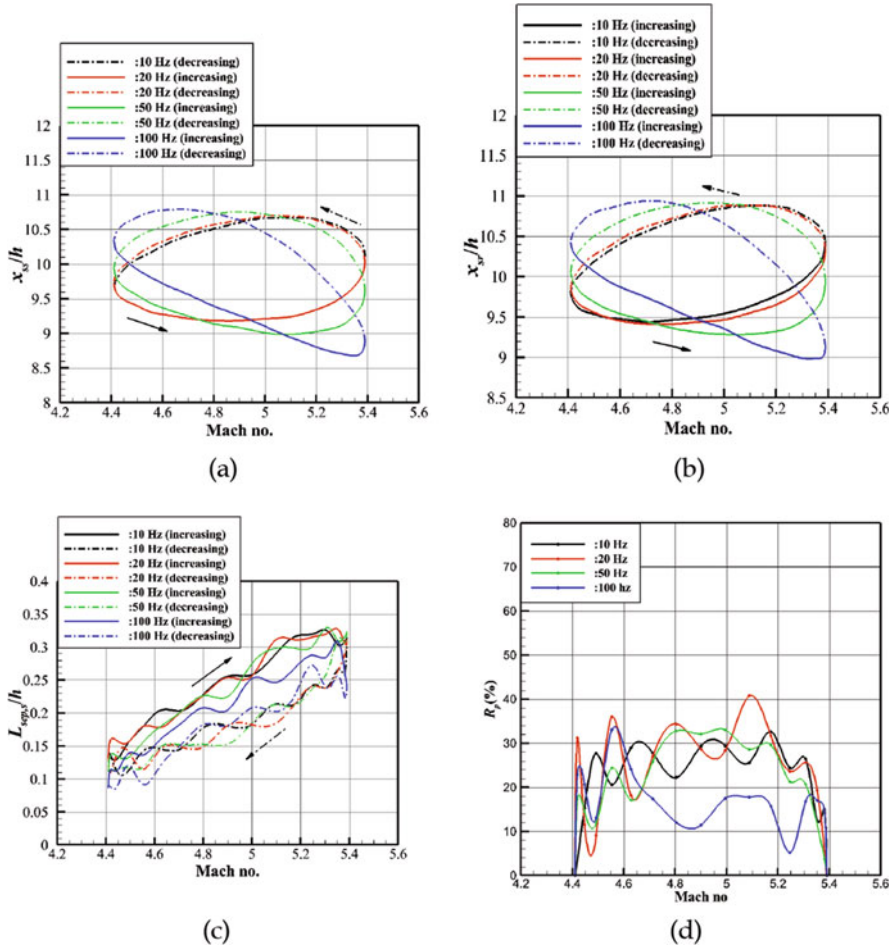 :10 Hz (decreasing)
:20 Hz (increasing)
:20 Hz (decreasing)
:50 Hz (increasing)
:50 Hz (decreasing)
:100 Hz (increasing)
:100 Hz (decreasing)
12
11.5
11
10.5
10
9.5
9
8.5
8
xss/h
4.2 4.4 4.6 4.8 5 5.2 5.4 5.6
Mach no.
(a)
:10 Hz (increasing)
:10 Hz (decreasing)
:20 Hz (increasing)
:20 Hz (decreasing)
:50 Hz (increasing)
:50 Hz (decreasing)
:100 Hz (increasing)
:100 Hz (decreasing)
12
11.5
11
10.5
10
9.5
9
8.5
xss/h
4.2 4.4 4.6 4.8 5 5.2 5.4 5.6
Mach no.
(b)
:10 Hz (increasing)
:10 Hz (decreasing)
:20 Hz (increasing)
:20 Hz (decreasing)
:50 Hz (increasing)
:50 Hz (decreasing)
:100 Hz (increasing)
:100 Hz (decreasing)
0.4
0.35
0.3
0.25
0.2
0.15
0.1
0.05
0
Lsep,s/h
4.2 4.4 4.6 4.8 5 5.2 5.4 5.6
Mach no.
(c)
:10 Hz
:20 Hz
:50 Hz
:100 hz
80
70
60
50
40
30
20
10
0
Rp(%)
4.2 4.4 4.6 4.8 5 5.2 5.4 5.6
Mach no
(d)